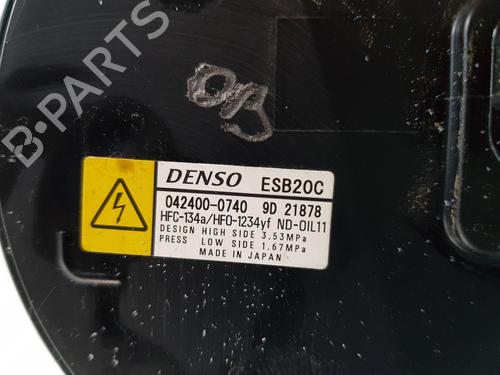 B-PARTS
OB
DENSO ESB20C
042400-0740 9D 21878
HFC-134a/HFO-1234yf ND-OIL11
DESIGN HIGH SIDE 3.53MPa
PRESS LOW SIDE 1.67MPa
MADE IN JAPAN